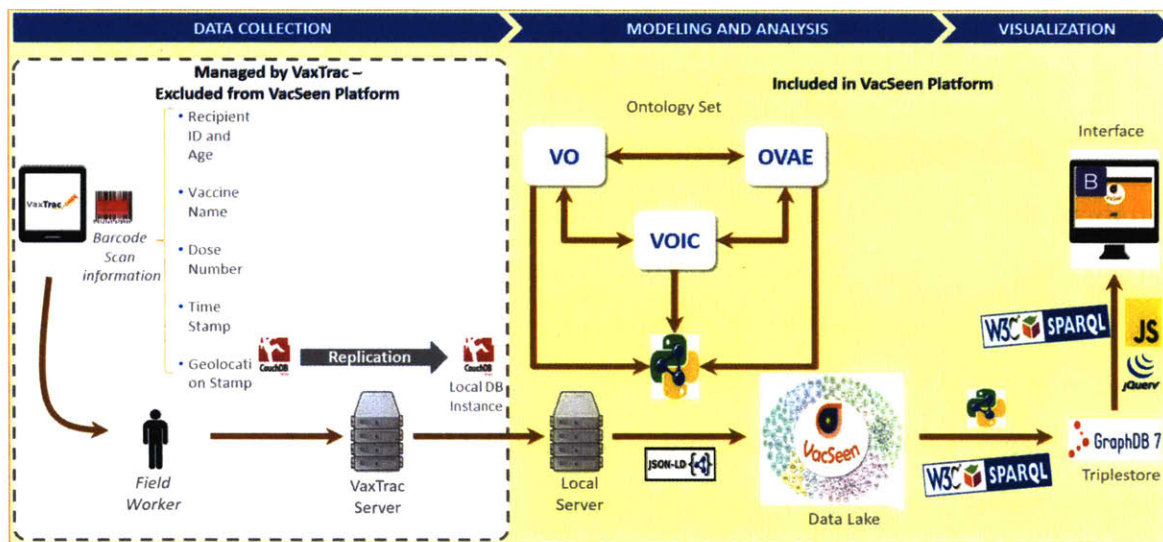 DATA COLLECTION
MODELING AND ANALYSIS
VISUALIZATION
Managed by VaxTrac –
Excluded from VacSeen Platform
Included in VacSeen Platform
VaxTrac
Barcode
Scan
information
• Recipient
ID and
Age
• Vaccine
Name
• Dose
Number
• Time
Stamp
• Geolocati
on Stamp
CouchDB
Replication
CouchDB
Local DB
Instance
Field
Worker
VaxTrac
Server
Ontology Set
VO
OVAE
VOIC
Local
Server
JSON-LD
VacSeen
Data Lake
W3C SPARQL
Interface
B
W3C SPARQL
JS
jQuery
GraphDB 7
Triplestore